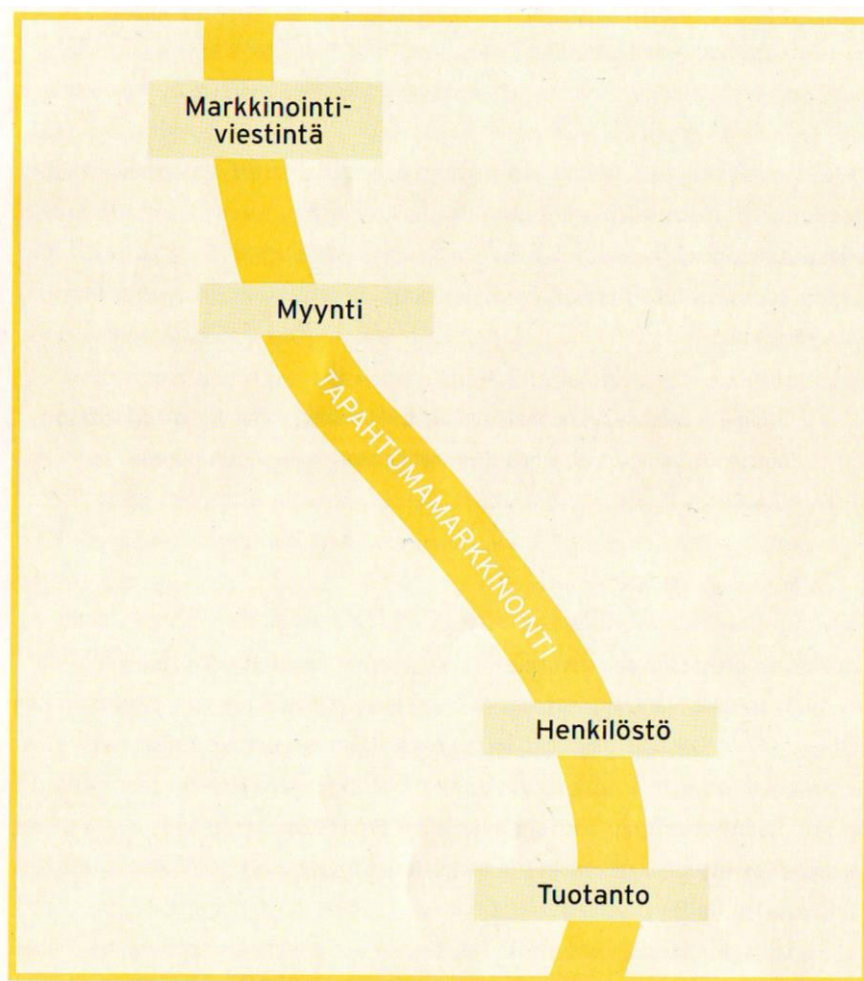 Markkinointi-
viestintä
Myynti
TAPAHTUMAMARKKINOINTI
Henkilöstö
Tuotanto